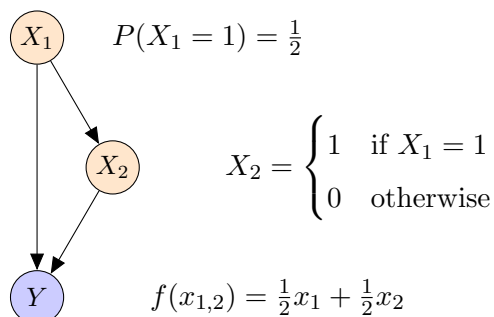 X₁ P(X₁ = 1) = 1/2
X₂ X₂ = { 1 if X₁ = 1
0 otherwise
Y f(x₁,₂) = 1/2 x₁ + 1/2 x₂